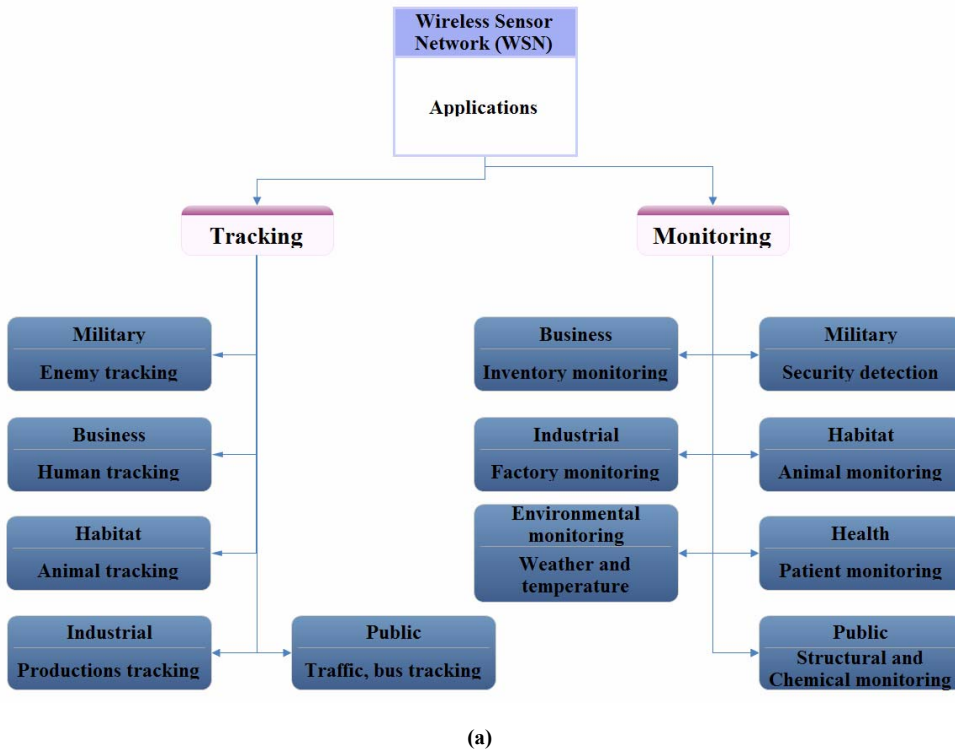 Wireless Sensor
Network (WSN)
Applications
Tracking
Monitoring
Military
Enemy tracking
Business
Human tracking
Habitat
Animal tracking
Industrial
Productions tracking
Public
Traffic, bus tracking
Business
Inventory monitoring
Military
Security detection
Industrial
Factory monitoring
Habitat
Animal monitoring
Environmental
monitoring
Weather and
temperature
Health
Patient monitoring
Public
Structural and
Chemical monitoring
(a)